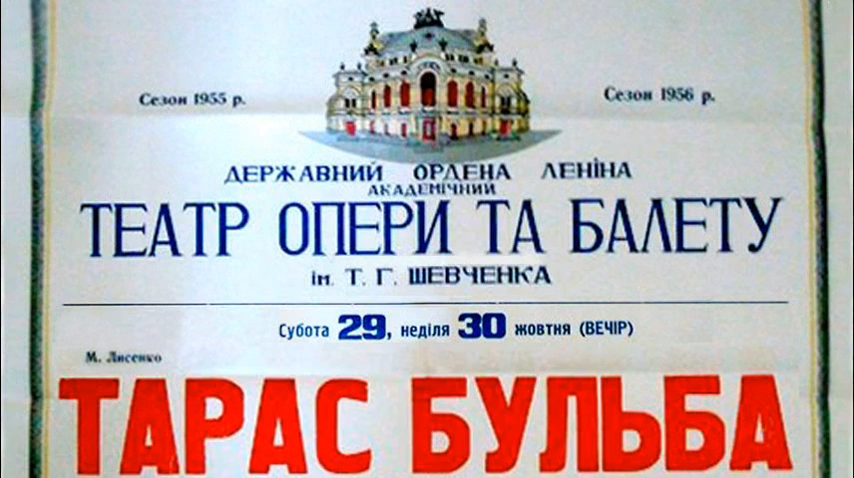 Сезон 1955 р. Сезон 1956 р.
ДЕРЖАВНИЙ ОРДЕНА ЛЕНІНА
АКАДЕМІЧНИЙ
ТЕАТР ОПЕРИ ТА БАЛЕТУ
ім. Т. Г. ШЕВЧЕНКА
Субота 29, неділя 30 жовтня (ВЕЧІР)
М. Лисенко
ТАРАС БУЛЬБА